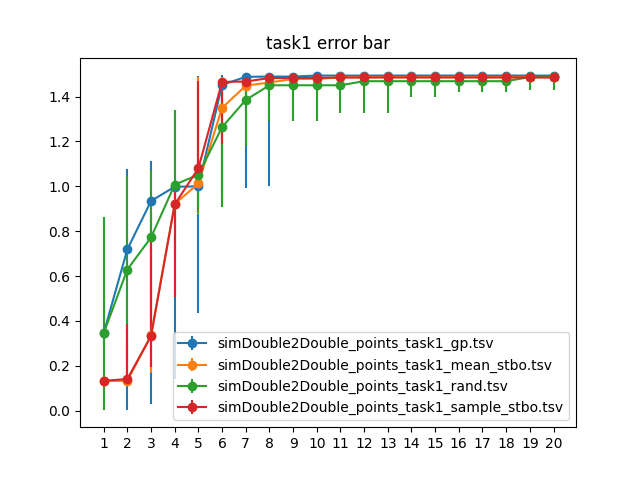 task1 error bar
1.4
1.2
1.0
0.8
0.6
0.4
0.2
0.0
simDouble2Double_points_task1_gp.tsv
simDouble2Double_points_task1_mean_stbo.tsv
simDouble2Double_points_task1_rand.tsv
simDouble2Double_points_task1_sample_stbo.tsv
1 2 3 4 5 6 7 8 9 10 11 12 13 14 15 16 17 18 19 20